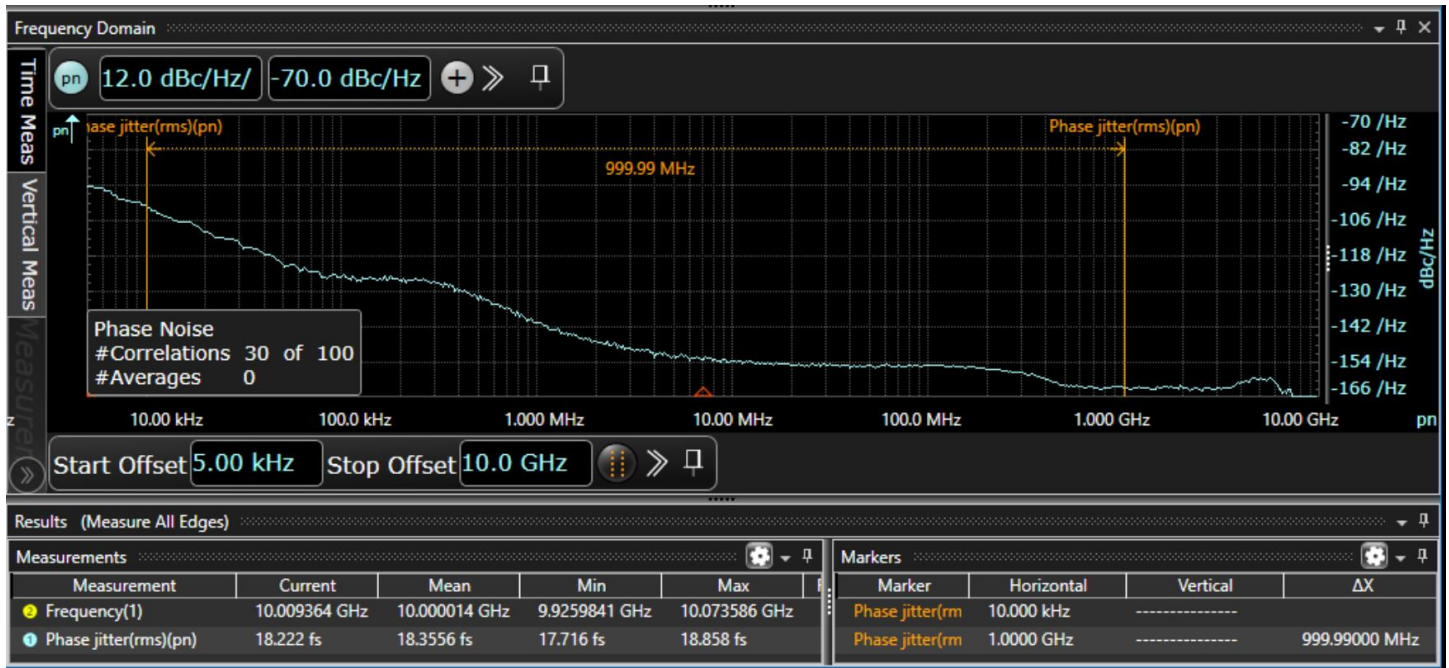 Frequency Domain
Time Meas
Vertical Meas
Measurer
pn 12.0 dBc/Hz/ -70.0 dBc/Hz
pn
hase jitter(rms)(pn)
Phase jitter(rms)(pn)
999.99 MHz
-70 /Hz
-82 /Hz
-94 /Hz
-106 /Hz
-118 /Hz
-130 /Hz
-142 /Hz
-154 /Hz
-166 /Hz
dBc/Hz
Phase Noise
#Correlations 30 of 100
#Averages 0
z 10.00 kHz 100.0 kHz 1.000 MHz 10.00 MHz 100.0 MHz 1.000 GHz 10.00 GHz pn
Start Offset 5.00 kHz Stop Offset 10.0 GHz
Results (Measure All Edges)
Measurements
Measurement Current Mean Min Max
2 Frequency(1) 10.009364 GHz 10.000014 GHz 9.9259841 GHz 10.073586 GHz
1 Phase jitter(rms)(pn) 18.222 fs 18.3556 fs 17.716 fs 18.858 fs
Markers
Marker Horizontal Vertical ΔX
Phase jitter(rm 10.000 kHz ---------------
Phase jitter(rm 1.0000 GHz --------------- 999.99000 MHz